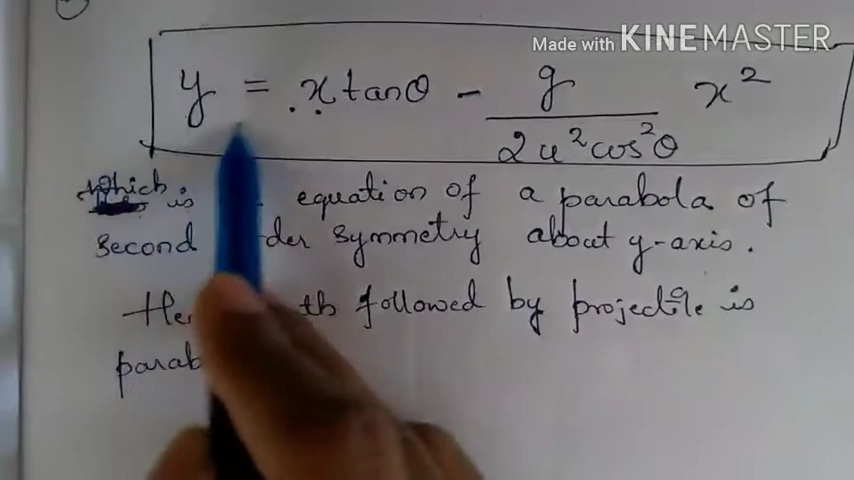 Made with KINEMASTER
y = x tanθ - g / 2u²cos²θ x²
which is equation of a parabola of
second der symmetry about y-axis.
Hen th followed by projectile is
parab